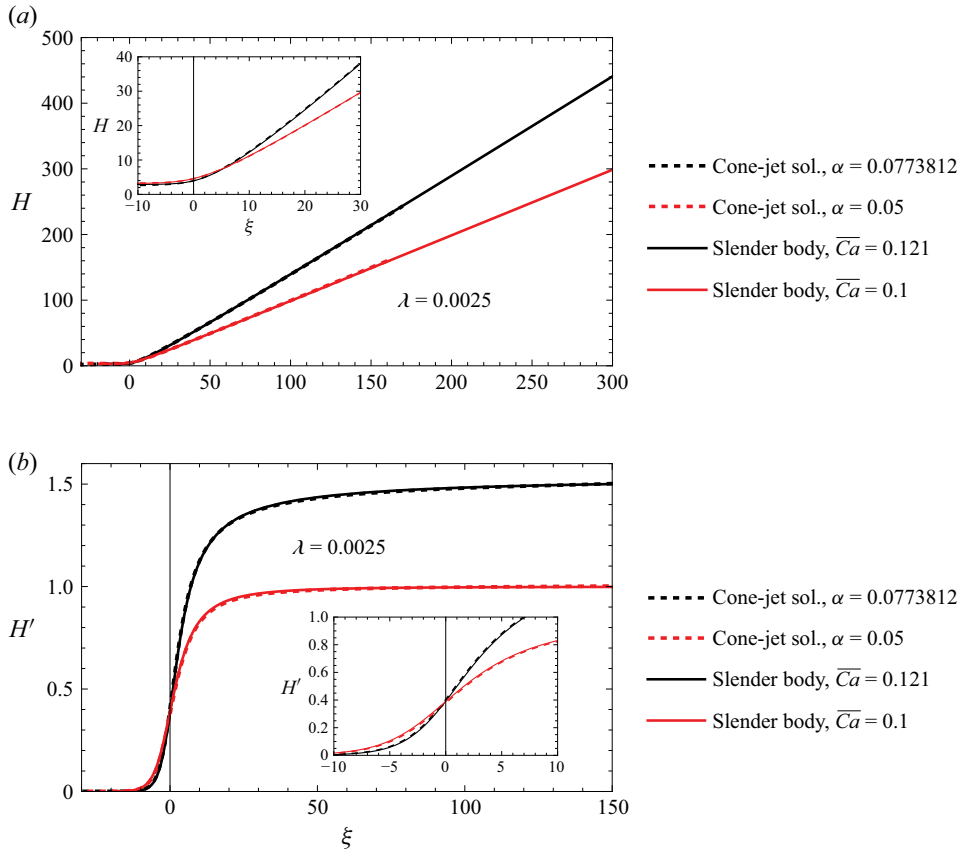 (a)
500
400
300
200
100
0
H
0
50
100
150
200
250
300
40
30
20
10
0
H
−10
0
10
20
30
ξ
λ = 0.0025
Cone-jet sol., α = 0.0773812
Cone-jet sol., α = 0.05
Slender body, \overline{Ca} = 0.121
Slender body, \overline{Ca} = 0.1
(b)
1.5
1.0
0.5
0
H′
0
50
100
150
ξ
λ = 0.0025
1.0
0.8
0.6
0.4
0.2
0
H′
−10
−5
0
5
10
ξ
Cone-jet sol., α = 0.0773812
Cone-jet sol., α = 0.05
Slender body, \overline{Ca} = 0.121
Slender body, \overline{Ca} = 0.1